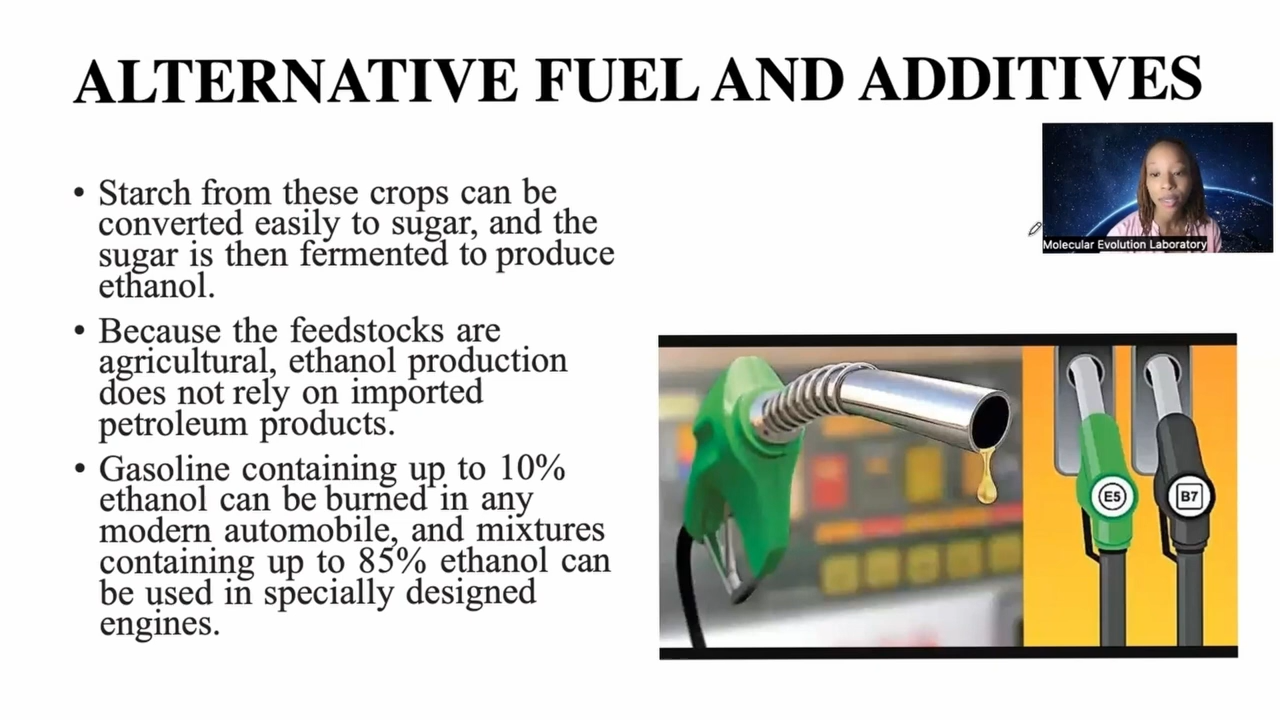 ALTERNATIVE FUEL AND ADDITIVES
• Starch from these crops can be
converted easily to sugar, and the
sugar is then fermented to produce
ethanol.
• Because the feedstocks are
agricultural, ethanol production
does not rely on imported
petroleum products.
• Gasoline containing up to 10%
ethanol can be burned in any
modern automobile, and mixtures
containing up to 85% ethanol can
be used in specially designed
engines.
Molecular Evolution Laboratory
E5
B7